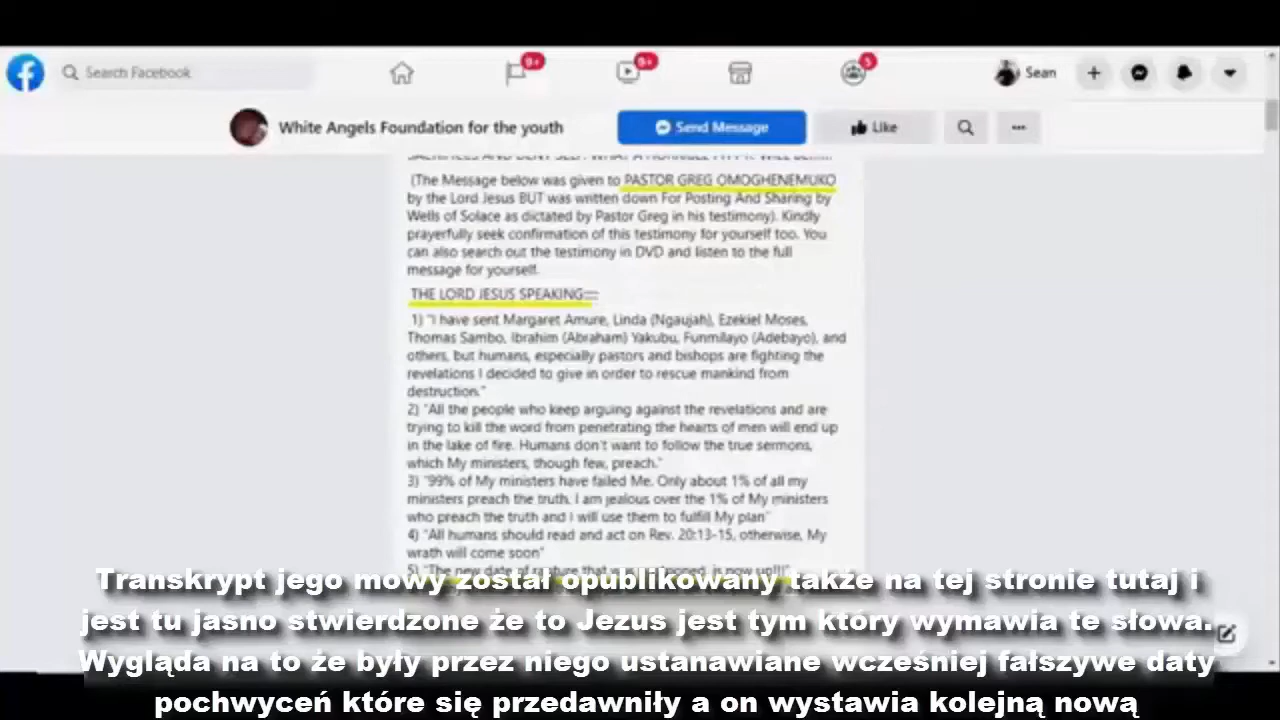 Search Facebook
9+
9+
5
Sean
White Angels Foundation for the youth
Send Message
Like
(The Message below was given to PASTOR GREG OMOGHENEMUKO
by the Lord Jesus BUT was written down For Posting And Sharing by
Wells of Solace as dictated by Pastor Greg in his testimony). Kindly
prayerfully seek confirmation of this testimony for yourself too. You
can also search out the testimony in DVD and listen to the full
message for yourself.
THE LORD JESUS SPEAKING:::
1) "I have sent Margaret Amure, Linda (Ngaujah), Ezekiel Moses,
Thomas Sambo, Ibrahim (Abraham) Yakubu, Funmilayo (Adebayo), and
others, but humans, especially pastors and bishops are fighting the
revelations I decided to give in order to rescue mankind from
destruction."
2) "All the people who keep arguing against the revelations and are
trying to kill the word from penetrating the hearts of men will end up
in the lake of fire. Humans don't want to follow the true sermons,
which My ministers, though few, preach."
3) "99% of My ministers have failed Me. Only about 1% of all my
ministers preach the truth. I am jealous over the 1% of My ministers
who preach the truth and I will use them to fulfill My plan"
4) "All humans should read and act on Rev. 20:13-15, otherwise, My
wrath will come soon"
5) "The new date of rapture that is now up!!!"
Transkrypt jego mowy został opublikowany także na tej stronie tutaj i
jest tu jasno stwierdzone że to Jezus jest tym który wymawia te słowa.
Wygląda na to że były przez niego ustanawiane wcześniej fałszywe daty
pochwyceń które się przedawniły a on wystawia kolejną nową